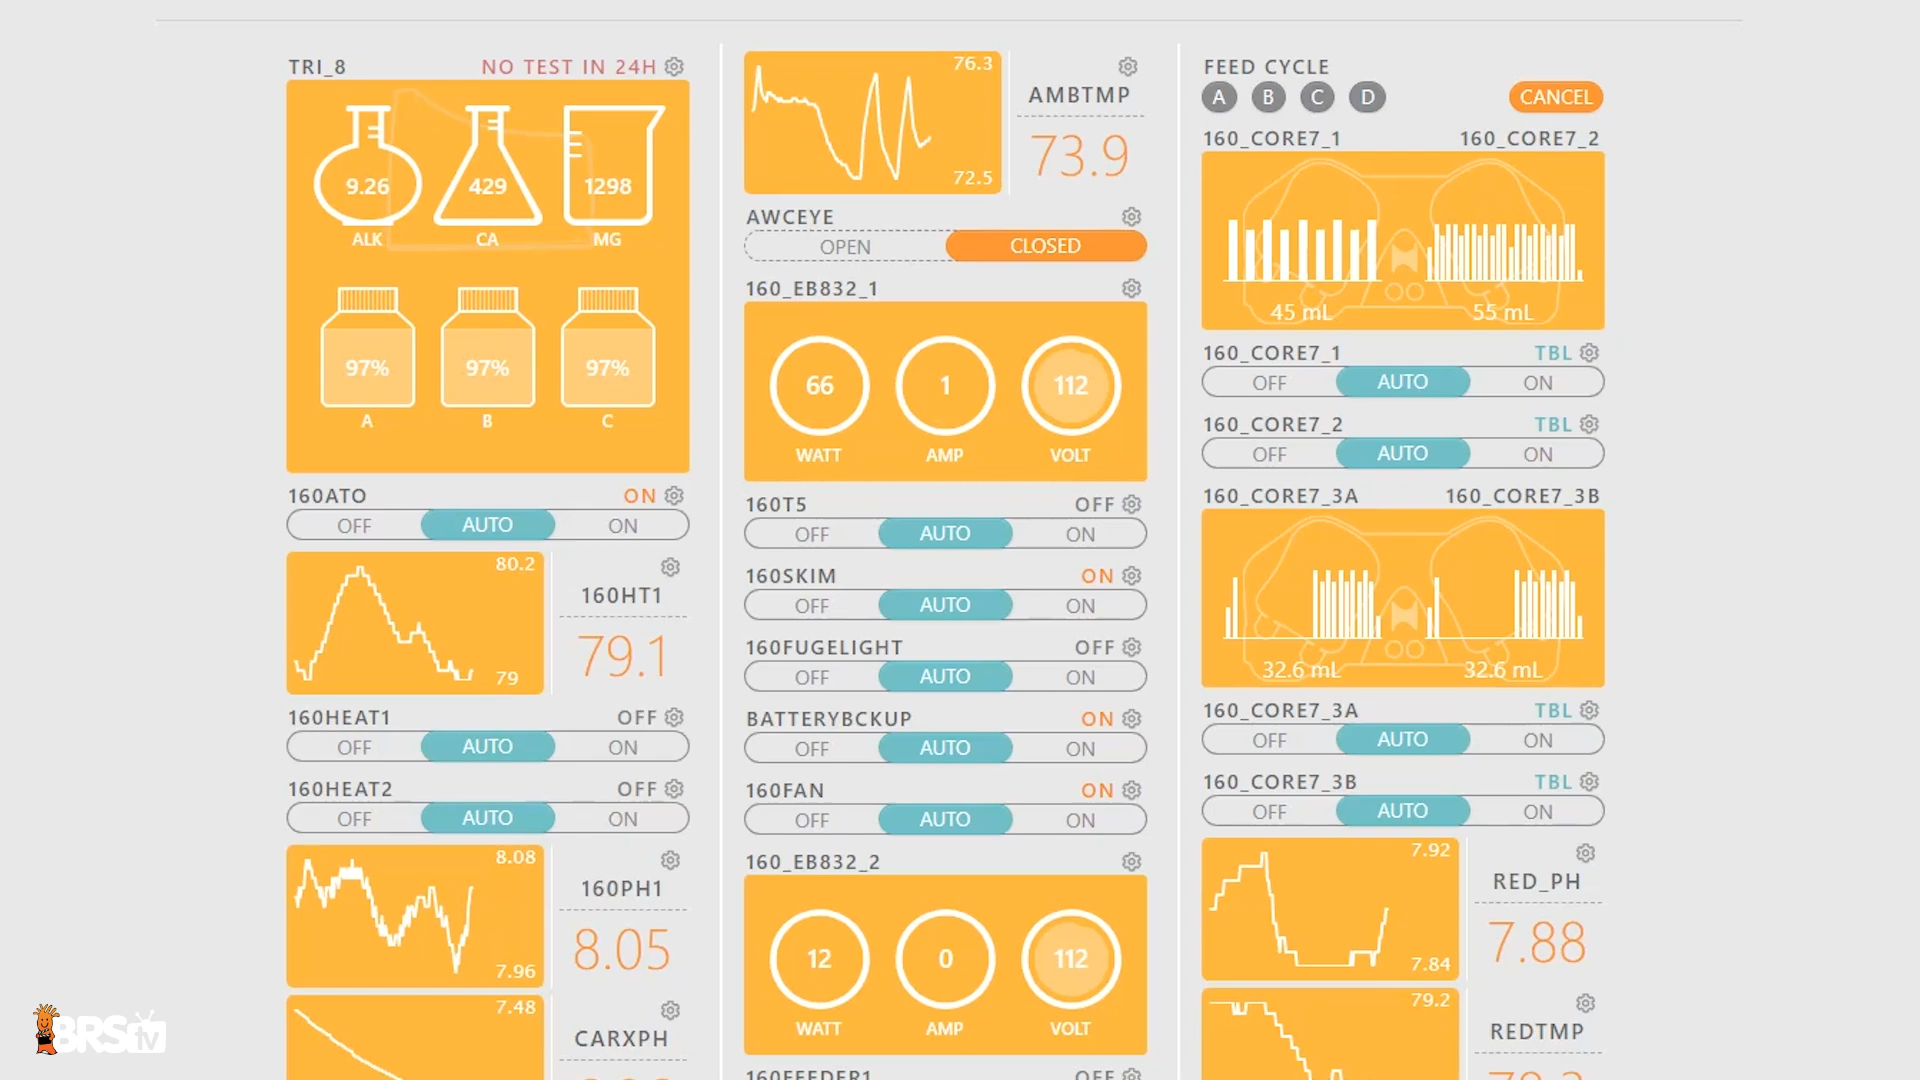 TRI_8 NO TEST IN 24H
9.26 429 1298
ALK CA MG
97% 97% 97%
A B C
160ATO ON
OFF AUTO ON
80.2
160HT1
79.1
79
160HEAT1 OFF
OFF AUTO ON
160HEAT2 OFF
OFF AUTO ON
8.08
160PH1
8.05
7.96
7.48
CARXPH
76.3
AMBTMP
73.9
72.5
AWCEYE
OPEN CLOSED
160_EB832_1
66 1 112
WATT AMP VOLT
160T5 OFF
OFF AUTO ON
160SKIM ON
OFF AUTO ON
160FUGELIGHT OFF
OFF AUTO ON
BATTERYBCKUP ON
OFF AUTO ON
160FAN ON
OFF AUTO ON
160_EB832_2
12 0 112
WATT AMP VOLT
160FEEDER1 OFF
FEED CYCLE
A B C D CANCEL
160_CORE7_1 160_CORE7_2
45 mL 55 mL
160_CORE7_1 TBL
OFF AUTO ON
160_CORE7_2 TBL
OFF AUTO ON
160_CORE7_3A 160_CORE7_3B
32.6 mL 32.6 mL
160_CORE7_3A TBL
OFF AUTO ON
160_CORE7_3B TBL
OFF AUTO ON
7.92
RED_PH
7.88
7.84
79.2
REDTMP
BRStv